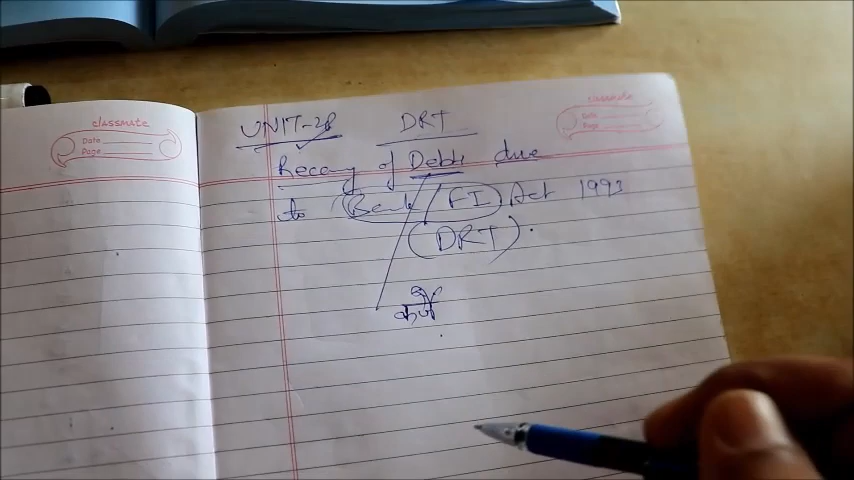 classmate
Date
Page
classmate
Date
Page
UNIT-28 DRT
Recovery of Debts due
to (Bank / FI) Act 1993
(DRT).
कर्ज